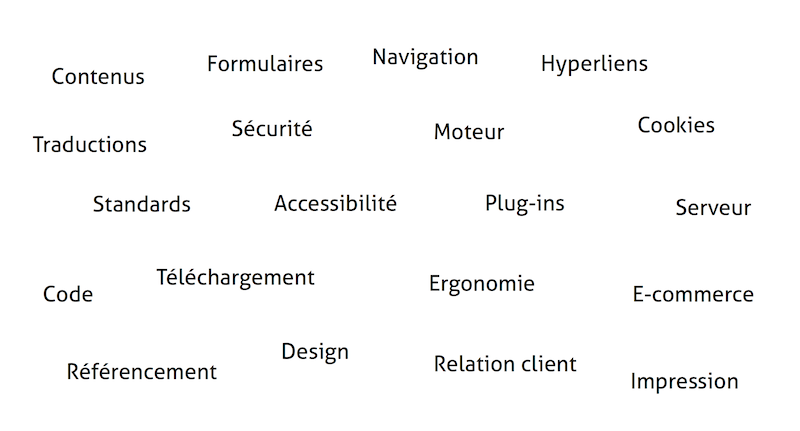 Contenus Formulaires Navigation Hyperliens
Traductions Sécurité Moteur Cookies
Standards Accessibilité Plug-ins Serveur
Code Téléchargement Ergonomie E-commerce
Référencement Design Relation client Impression